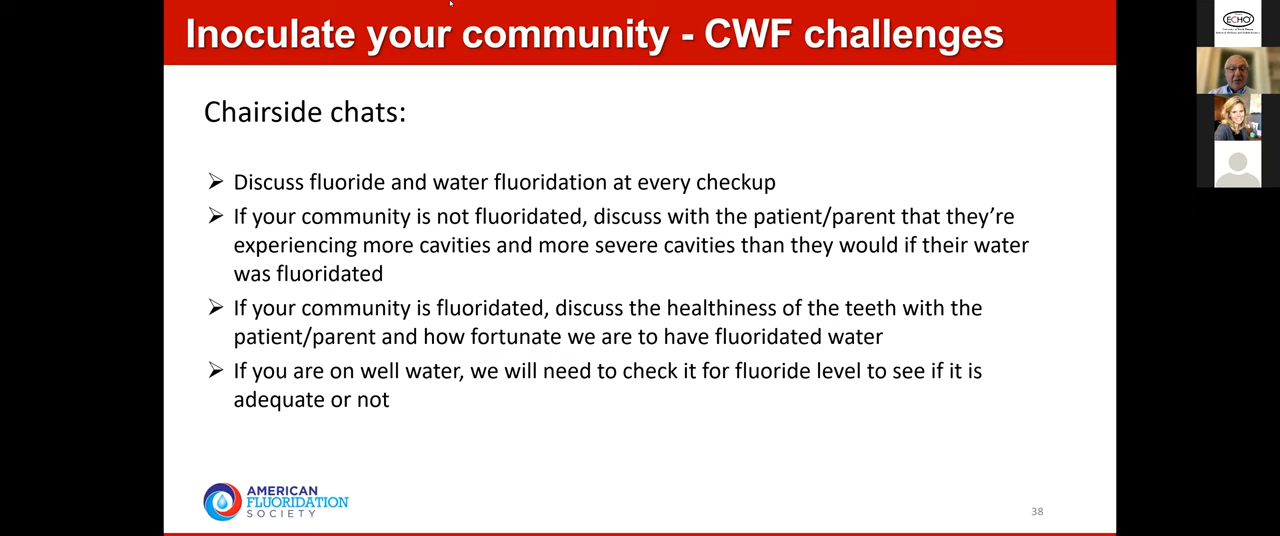 Inoculate your community - CWF challenges
Chairside chats:
➢ Discuss fluoride and water fluoridation at every checkup
➢ If your community is not fluoridated, discuss with the patient/parent that they’re
experiencing more cavities and more severe cavities than they would if their water
was fluoridated
➢ If your community is fluoridated, discuss the healthiness of the teeth with the
patient/parent and how fortunate we are to have fluoridated water
➢ If you are on well water, we will need to check it for fluoride level to see if it is
adequate or not
AMERICAN
FLUORIDATION
SOCIETY
38
ECHO